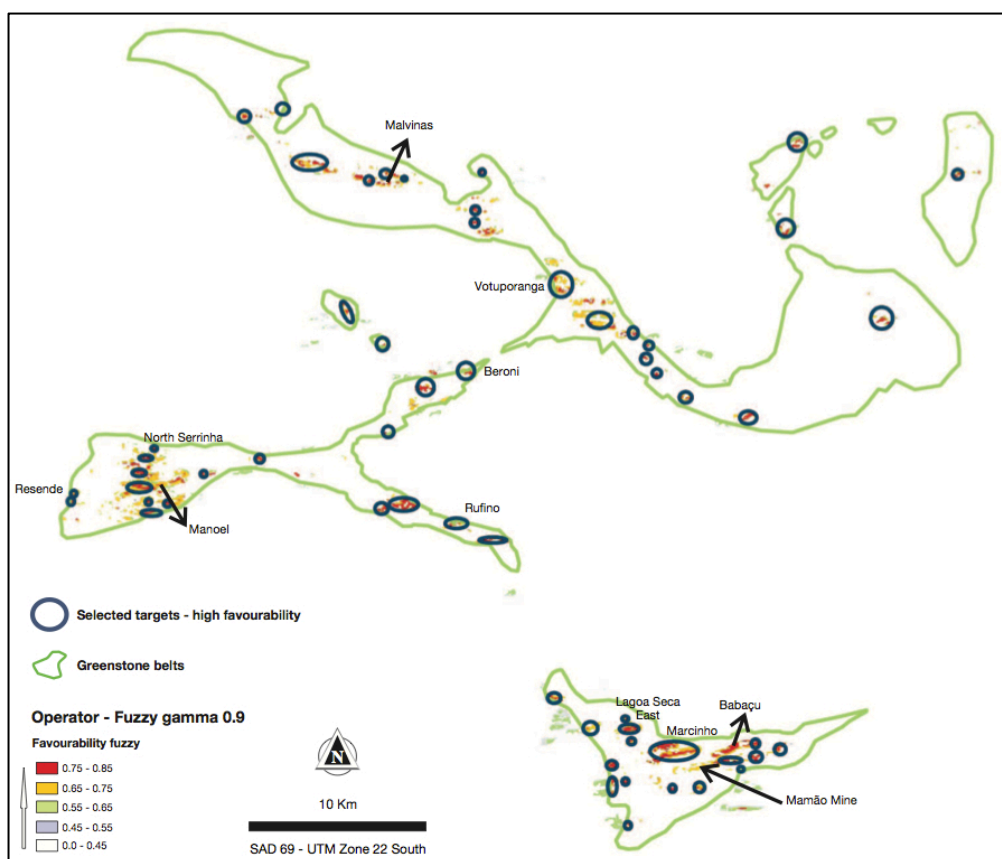 Malvinas
Votuporanga
Beroni
North Serrinha
Resende
Manoel
Rufino
Selected targets - high favourability
Greenstone belts
Operator - Fuzzy gamma 0.9
Favourability fuzzy
0.75 - 0.85
0.65 - 0.75
0.55 - 0.65
0.45 - 0.55
0.0 - 0.45
N
10 Km
SAD 69 - UTM Zone 22 South
Lagoa Seca
East
Babaçu
Marcinho
Mamão Mine